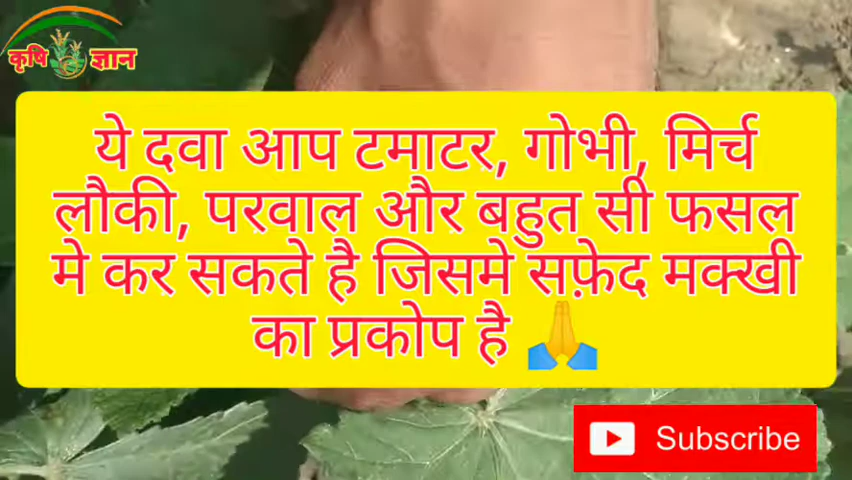 कृषि ज्ञान
ये दवा आप टमाटर, गोभी, मिर्च
लौकी, परवाल और बहुत सी फसल
मे कर सकते है जिसमे सफ़ेद मक्खी
का प्रकोप है 🙏
Subscribe